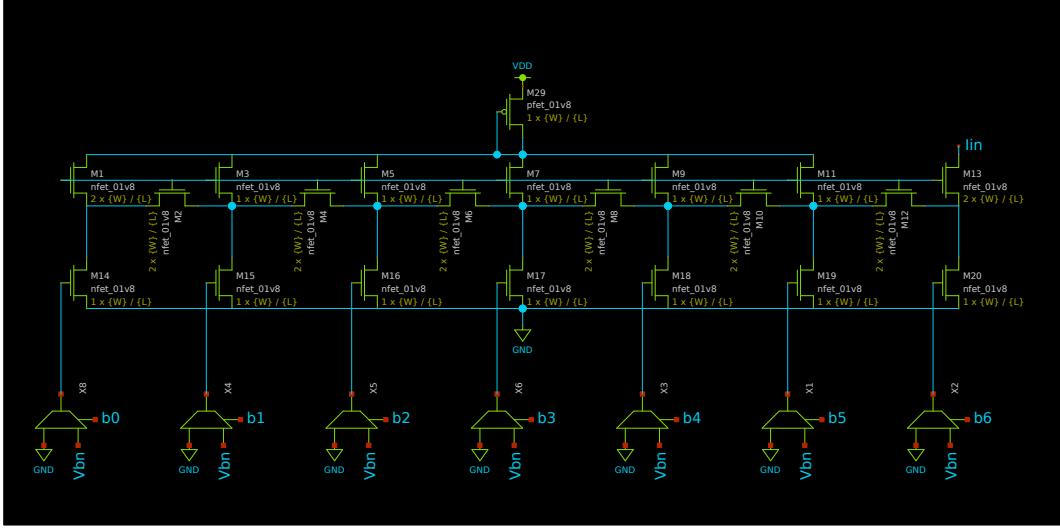 VDD
M29
pfet_01v8
1 x {W} / {L}
Iin
M1
nfet_01v8
2 x {W} / {L}
M3
nfet_01v8
1 x {W} / {L}
M5
nfet_01v8
1 x {W} / {L}
M7
nfet_01v8
1 x {W} / {L}
M9
nfet_01v8
1 x {W} / {L}
M11
nfet_01v8
1 x {W} / {L}
M13
nfet_01v8
2 x {W} / {L}
M2
nfet_01v8
2 x {W} / {L}
M4
nfet_01v8
2 x {W} / {L}
M6
nfet_01v8
2 x {W} / {L}
M8
nfet_01v8
2 x {W} / {L}
M10
nfet_01v8
2 x {W} / {L}
M12
nfet_01v8
2 x {W} / {L}
M14
nfet_01v8
1 x {W} / {L}
M15
nfet_01v8
1 x {W} / {L}
M16
nfet_01v8
1 x {W} / {L}
M17
nfet_01v8
1 x {W} / {L}
M18
nfet_01v8
1 x {W} / {L}
M19
nfet_01v8
1 x {W} / {L}
M20
nfet_01v8
1 x {W} / {L}
GND
X8
b0
GND
Vbn
X4
b1
GND
Vbn
X5
b2
GND
Vbn
X6
b3
GND
Vbn
X3
b4
GND
Vbn
X1
b5
GND
Vbn
X2
b6
GND
Vbn